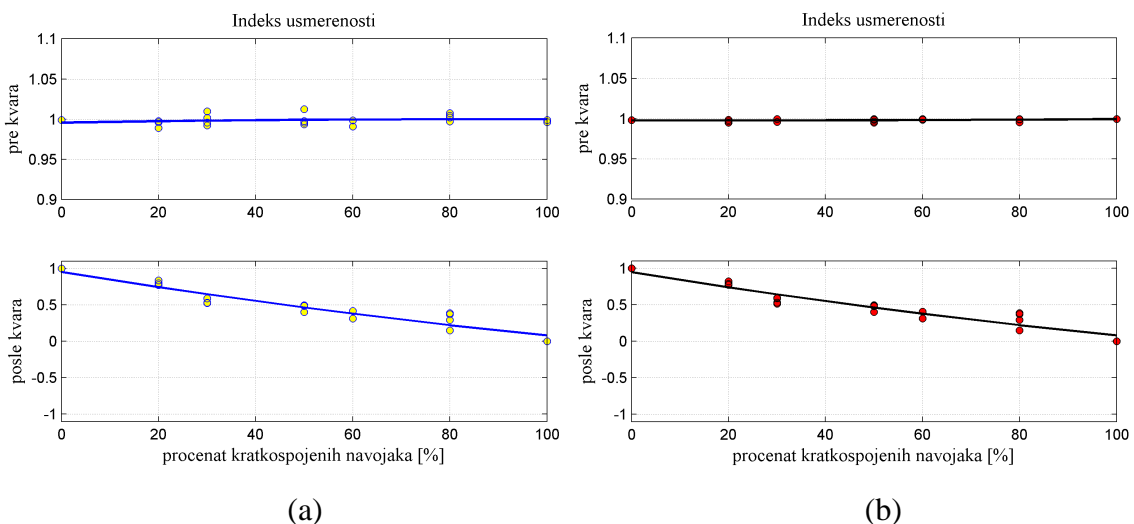 Indeks usmerenosti
1.1
1.05
1
0.95
0.9
pre kvara
0 20 40 60 80 100
1
0.5
0
-0.5
-1
posle kvara
0 20 40 60 80 100
procenat kratkospojenih navojaka [%]
(a)
Indeks usmerenosti
1.1
1.05
1
0.95
0.9
pre kvara
0 20 40 60 80 100
1
0.5
0
-0.5
-1
posle kvara
0 20 40 60 80 100
procenat kratkospojenih navojaka [%]
(b)